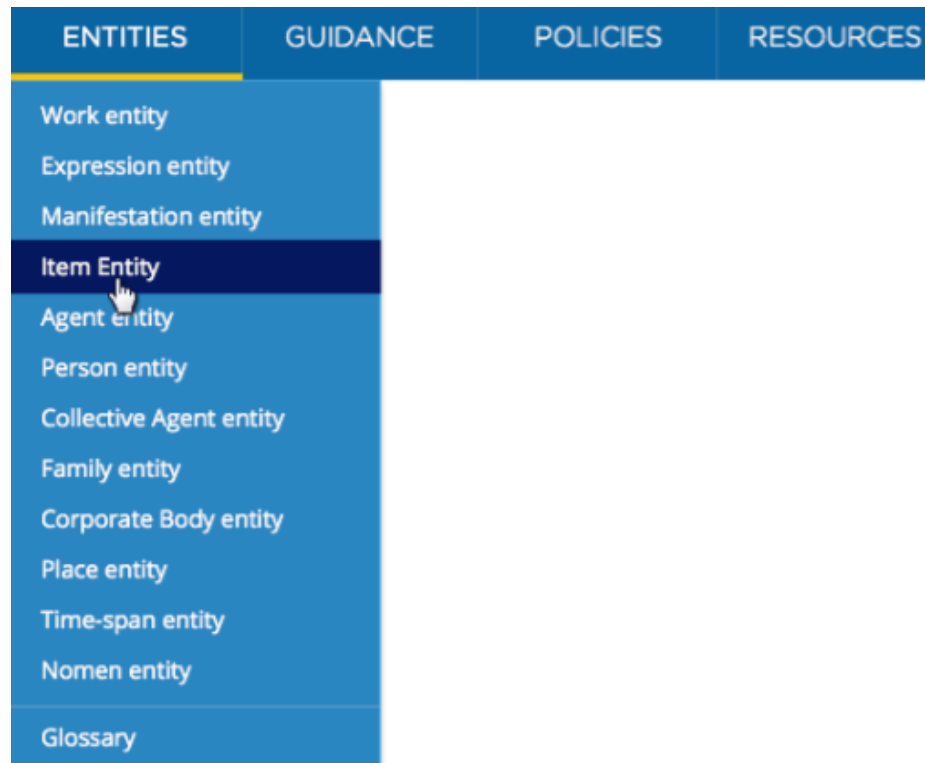 ENTITIES GUIDANCE POLICIES RESOURCES
Work entity
Expression entity
Manifestation entity
Item Entity
Agent entity
Person entity
Collective Agent entity
Family entity
Corporate Body entity
Place entity
Time-span entity
Nomen entity
Glossary